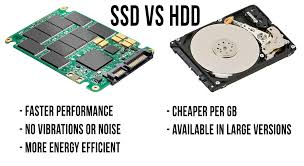 SSD VS HDD
- FASTER PERFORMANCE
- NO VIBRATIONS OR NOISE
- MORE ENERGY EFFICIENT
- CHEAPER PER GB
- AVAILABLE IN LARGE VERSIONS